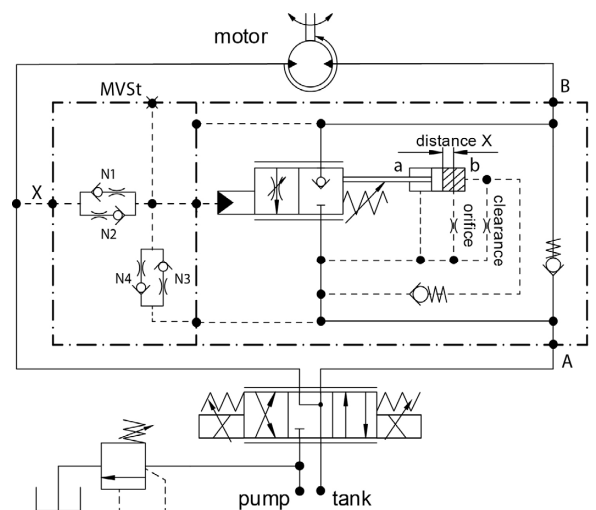 motor
MVSt
B
distance X
a
b
N1
X
orifice
clearance
N2
N4
N3
A
pump
tank